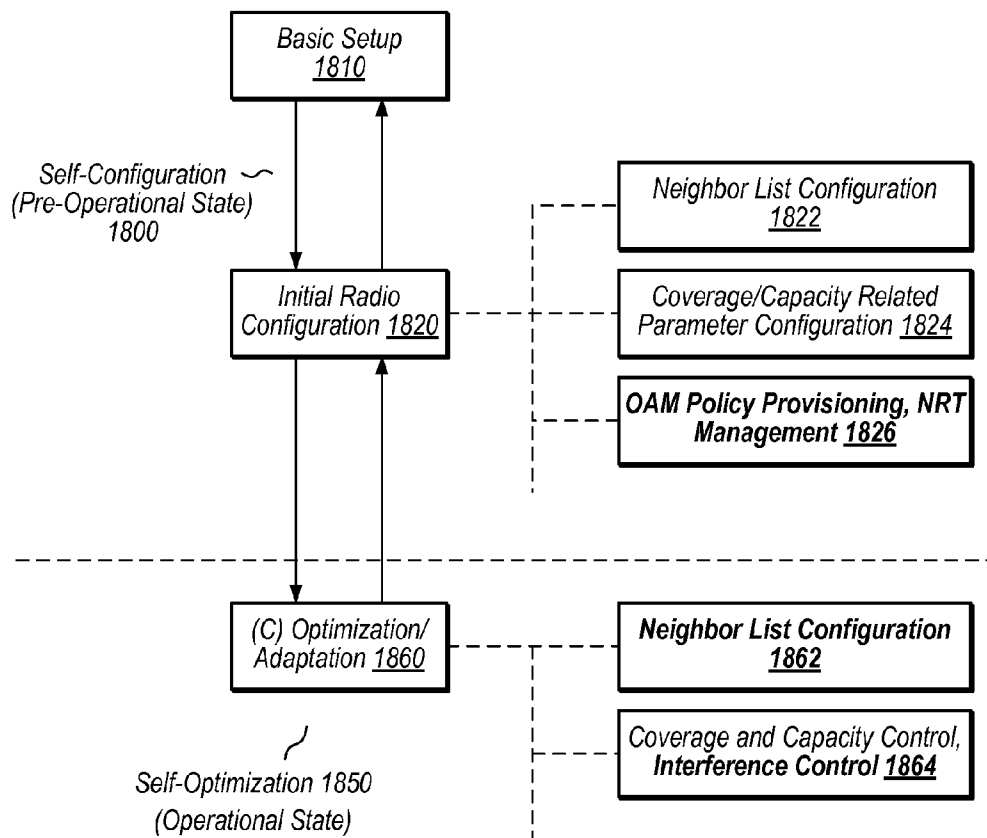 Basic Setup
1810
Self-Configuration
(Pre-Operational State)
1800
Neighbor List Configuration
1822
Initial Radio
Configuration 1820
Coverage/Capacity Related
Parameter Configuration 1824
OAM Policy Provisioning, NRT
Management 1826
(C) Optimization/
Adaptation 1860
Neighbor List Configuration
1862
Coverage and Capacity Control,
Interference Control 1864
Self-Optimization 1850
(Operational State)